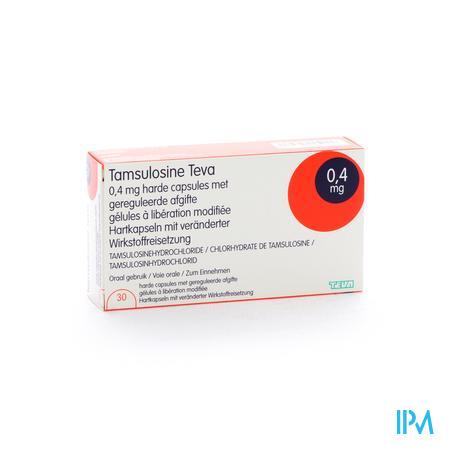 Tamsulosine Teva
0,4 mg harde capsules met
gereguleerde afgifte
gélules à libération modifiée
Hartkapseln mit veränderter
Wirkstofffreisetzung
TAMSULOSINEHYDROCHLORIDE / CHLORHYDRATE DE TAMSULOSINE /
TAMSULOSINHYDROCHLORID
Oraal gebruik / Voie orale / Zum Einnehmen
30
harde capsules met gereguleerde afgifte
gélules à libération modifiée
Hartkapseln mit veränderter Wirkstofffreisetzung
0,4
mg
TEVA
IPM